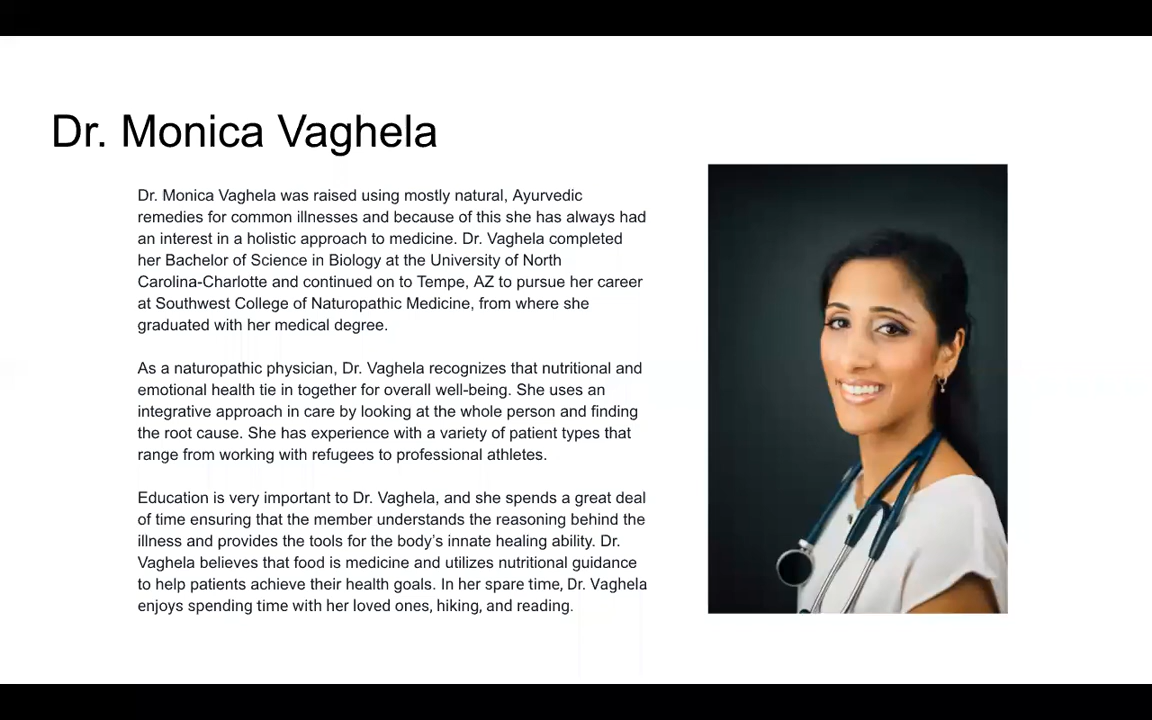 Dr. Monica Vaghela
Dr. Monica Vaghela was raised using mostly natural, Ayurvedic
remedies for common illnesses and because of this she has always had
an interest in a holistic approach to medicine. Dr. Vaghela completed
her Bachelor of Science in Biology at the University of North
Carolina-Charlotte and continued on to Tempe, AZ to pursue her career
at Southwest College of Naturopathic Medicine, from where she
graduated with her medical degree.
As a naturopathic physician, Dr. Vaghela recognizes that nutritional and
emotional health tie in together for overall well-being. She uses an
integrative approach in care by looking at the whole person and finding
the root cause. She has experience with a variety of patient types that
range from working with refugees to professional athletes.
Education is very important to Dr. Vaghela, and she spends a great deal
of time ensuring that the member understands the reasoning behind the
illness and provides the tools for the body’s innate healing ability. Dr.
Vaghela believes that food is medicine and utilizes nutritional guidance
to help patients achieve their health goals. In her spare time, Dr. Vaghela
enjoys spending time with her loved ones, hiking, and reading.